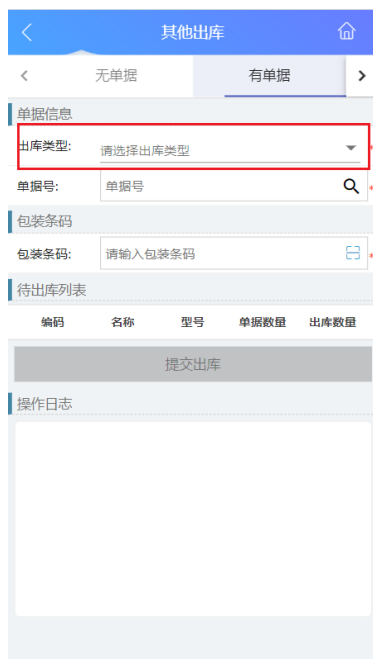 其他出库
无单据 有单据
单据信息
出库类型: 请选择出库类型 *
单据号: 单据号 *
包装条码
包装条码: 请输入包装条码 *
待出库列表
编码 名称 型号 单据数量 出库数量
提交出库
操作日志